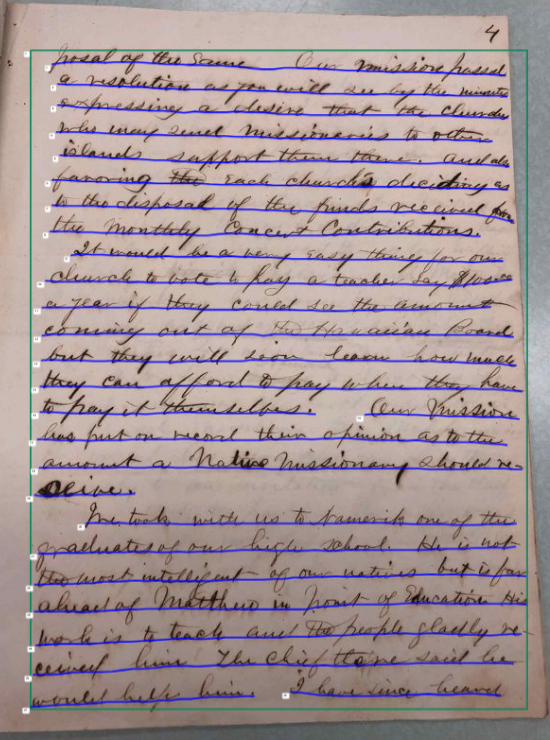 4
posal of the same Our mission passed
a resolution as you will see by the minutes
expressing a desire that the churches
who may send missionaries to other
islands support them there. And also
favoring the each church's deciding as
to the disposal of the funds received from
the Monthly Concert Contributions.
It would be a very easy thing for our
church to vote to pay a teacher say
a year if they could see the amount
coming out of the Hawaiian Board
but they will soon learn how much
they can afford to pay when they have
to pay it themselves. Our Mission
has put on record their opinion as to the
amount a Native Missionary should re-
ceive.
We took with us to Namerik one of the
graduates of our high school. He is not
the most intelligent of our natives but is far
ahead of Matthew in point of Education His
work is to teach and the people gladly re-
ceived him The chief there said he
would help him. I have since heard